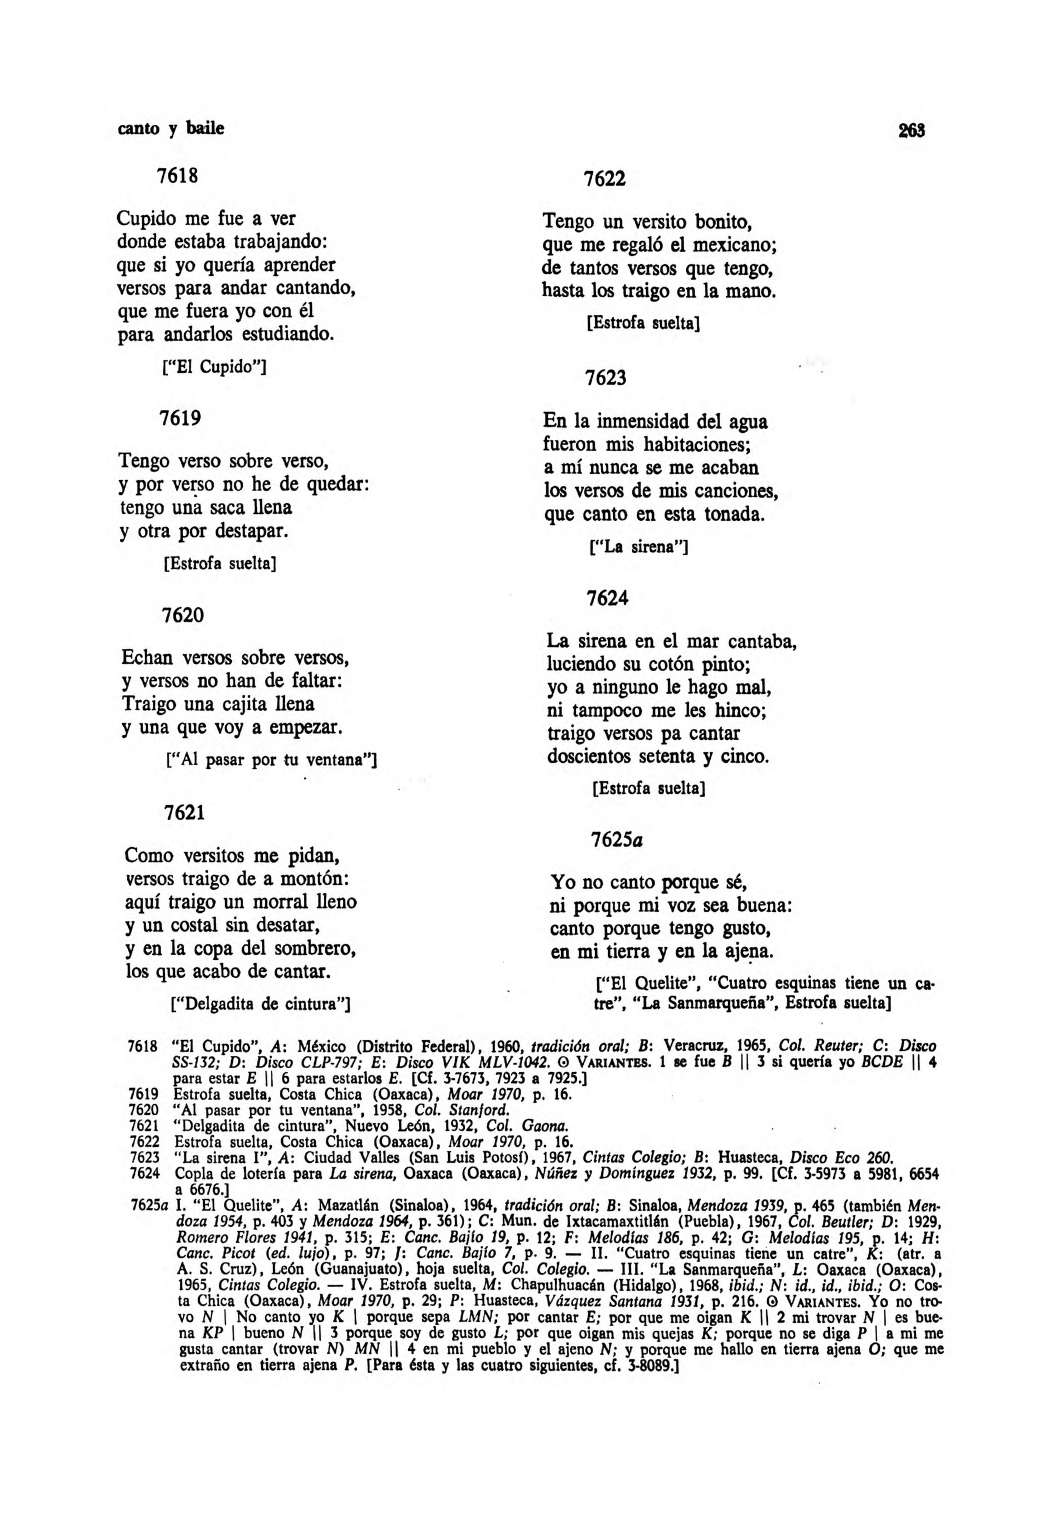 canto y baile
263
7618
Cupido me fue a ver
donde estaba trabajando:
que si yo quería aprender
versos para andar cantando,
que me fuera yo con él
para andarlos estudiando.
["El Cupido"]
7619
Tengo verso sobre verso,
y por verso no he de quedar:
tengo una saca llena
y otra por destapar.
[Estrofa suelta]
7620
Echan versos sobre versos,
y versos no han de faltar:
Traigo una cajita llena
y una que voy a empezar.
["Al pasar por tu ventana"]
7621
Como versitos me pidan,
versos traigo de a montón:
aquí traigo un morral lleno
y un costal sin desatar,
y en la copa del sombrero,
los que acabo de cantar.
["Delgadita de cintura"]
7622
Tengo un versito bonito,
que me regaló el mexicano;
de tantos versos que tengo,
hasta los traigo en la mano.
[Estrofa suelta]
7623
En la inmensidad del agua
fueron mis habitaciones;
a mí nunca se me acaban
los versos de mis canciones,
que canto en esta tonada.
["La sirena"]
7624
La sirena en el mar cantaba,
luciendo su cotón pinto;
yo a ninguno le hago mal,
ni tampoco me les hinco;
traigo versos pa cantar
doscientos setenta y cinco.
[Estrofa suelta]
7625a
Yo no canto porque sé,
ni porque mi voz sea buena:
canto porque tengo gusto,
en mi tierra y en la ajena.
["El Quelite", "Cuatro esquinas tiene un ca-
tre", "La Sanmarqueña", Estrofa suelta]
7618 "El Cupido", A: México (Distrito Federal), 1960, tradición oral; B: Veracruz, 1965, Col. Reuter; C: Disco
SS-132; D: Disco CLP-797; E: Disco VIK MLV-1042. ⊙ VARIANTES. 1 se fue B || 3 si quería yo BCDE || 4
para estar E || 6 para estarlos E. [Cf. 3-7673, 7923 a 7925.]
7619 Estrofa suelta, Costa Chica (Oaxaca), Moar 1970, p. 16.
7620 "Al pasar por tu ventana", 1958, Col. Stanford.
7621 "Delgadita de cintura", Nuevo León, 1932, Col. Gaona.
7622 Estrofa suelta, Costa Chica (Oaxaca), Moar 1970, p. 16.
7623 "La sirena I", A: Ciudad Valles (San Luis Potosí), 1967, Cintas Colegio; B: Huasteca, Disco Eco 260.
7624 Copla de lotería para La sirena, Oaxaca (Oaxaca), Núñez y Domínguez 1932, p. 99. [Cf. 3-5973 a 5981, 6654
a 6676.]
7625a I. "El Quelite", A: Mazatlán (Sinaloa), 1964, tradición oral; B: Sinaloa, Mendoza 1939, p. 465 (también Men-
doza 1954, p. 403 y Mendoza 1964, p. 361); C: Mun. de Ixtacamaxtitlán (Puebla), 1967, Col. Beutler; D: 1929,
Romero Flores 1941, p. 315; E: Canc. Bajío 19, p. 12; F: Melodías 186, p. 42; G: Melodías 195, p. 14; H:
Canc. Picot (ed. lujo), p. 97; J: Canc. Bajío 7, p. 9. — II. "Cuatro esquinas tiene un catre", K: (atr. a
A. S. Cruz), León (Guanajuato), hoja suelta, Col. Colegio. — III. "La Sanmarqueña", L: Oaxaca (Oaxaca),
1965, Cintas Colegio. — IV. Estrofa suelta, M: Chapulhuacán (Hidalgo), 1968, ibid.; N: id., id., ibid.; O: Cos-
ta Chica (Oaxaca), Moar 1970, p. 29; P: Huasteca, Vázquez Santana 1931, p. 216. ⊙ VARIANTES. Yo no tro-
vo N | No canto yo K | porque sepa LMN; por cantar E; por que me oigan K || 2 mi trovar N | es bue-
na KP | bueno N || 3 porque soy de gusto L; por que oigan mis quejas K; porque no se diga P | a mi me
gusta cantar (trovar N) MN || 4 en mi pueblo y el ajeno N; y porque me hallo en tierra ajena O; que me
extraño en tierra ajena P. [Para ésta y las cuatro siguientes, cf. 3-8089.]